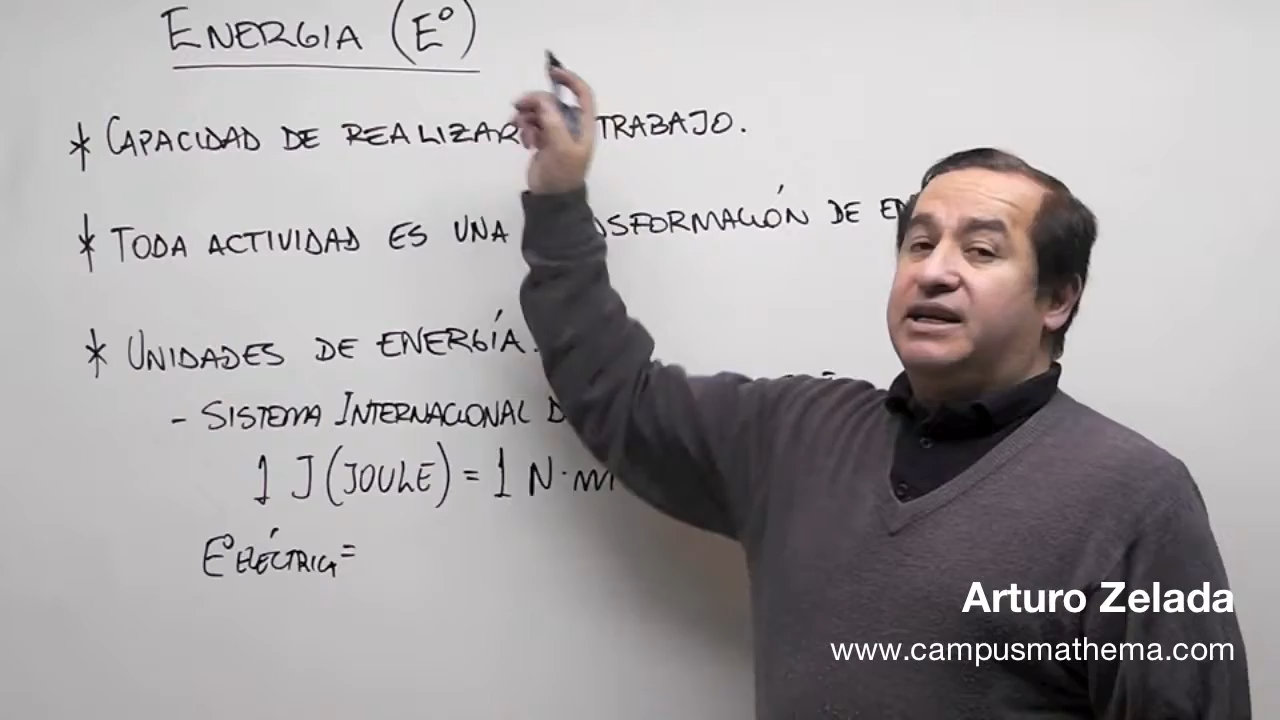 ENERGIA (E°)
* CAPACIDAD DE REALIZAR TRABAJO.
* TODA ACTIVIDAD ES UNA DE
* UNIDADES DE ENERGÍA.
- SISTEMA INTERNACIONAL
1 J (JOULE) = 1 N·m
E° ELÉCTRICA =
Arturo Zelada
www.campusmathema.com